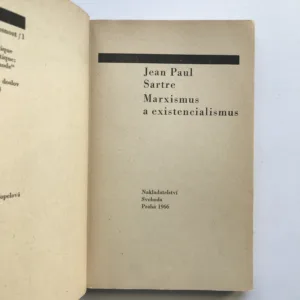 Jean Paul
Sartre
Marxismus
a existencialismus
Nakladatelství
Svoboda
Praha 1966